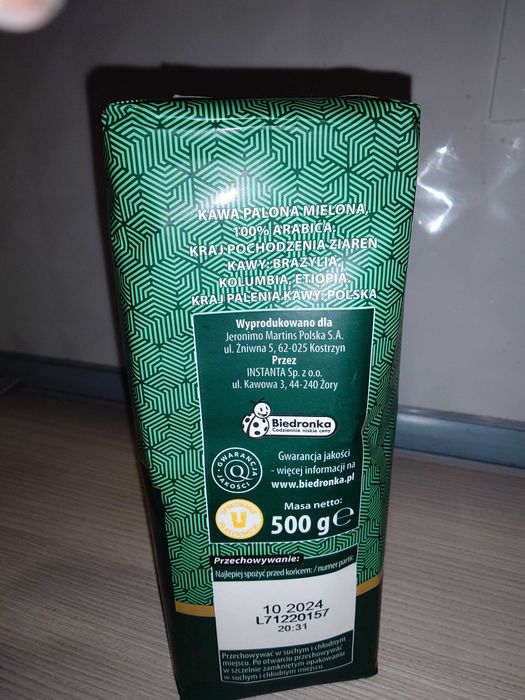 KAWA PALONA MIELONA,
100% ARABICA.
KRAJ POCHODZENIA ZIAREN
KAWY: BRAZYLIA,
KOLUMBIA, ETIOPIA.
KRAJ PALENIA KAWY: POLSKA
Wyprodukowano dla
Jeronimo Martins Polska S.A.
ul. Żniwna 5, 62-025 Kostrzyn
Przez
INSTANTA Sp. z o.o.
ul. Kawowa 3, 44-240 Żory
Biedronka
Codziennie niskie ceny
GWARANCJA
Q
JAKOŚCI
Gwarancja jakości
- więcej informacji na
www.biedronka.pl
U
Masa netto:
500 g e
Przechowywanie:
Najlepiej spożyć przed końcem: / numer partii:
10 2024
L71220157
20:31
Przechowywać w suchym i chłodnym
miejscu. Po otwarciu przechowywać
w szczelnie zamkniętym opakowaniu
w suchym i chłodnym miejscu.